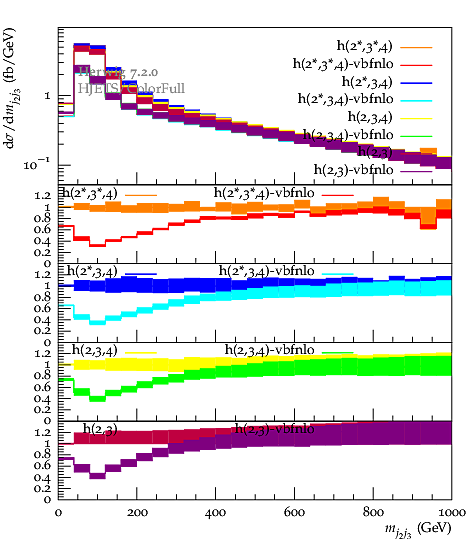 dσ/dm_{j2j3} (fb/GeV)
Herwig 7.2.0
HJETS ColorFull
h(2*,3*,4)
h(2*,3*,4)-vbfnlo
h(2*,3,4)
h(2*,3,4)-vbfnlo
h(2,3,4)
h(2,3,4)-vbfnlo
h(2,3)
h(2,3)-vbfnlo
1
10^{-1}
h(2*,3*,4) h(2*,3*,4)-vbfnlo
1.2
1
0.8
0.6
0.4
0.2
0
h(2*,3,4) h(2*,3,4)-vbfnlo
1.2
1
0.8
0.6
0.4
0.2
0
h(2,3,4) h(2,3,4)-vbfnlo
1.2
1
0.8
0.6
0.4
0.2
0
h(2,3) h(2,3)-vbfnlo
1.2
1
0.8
0.6
0.4
0.2
0
0 200 400 600 800 1000
m_{j2j3} (GeV)